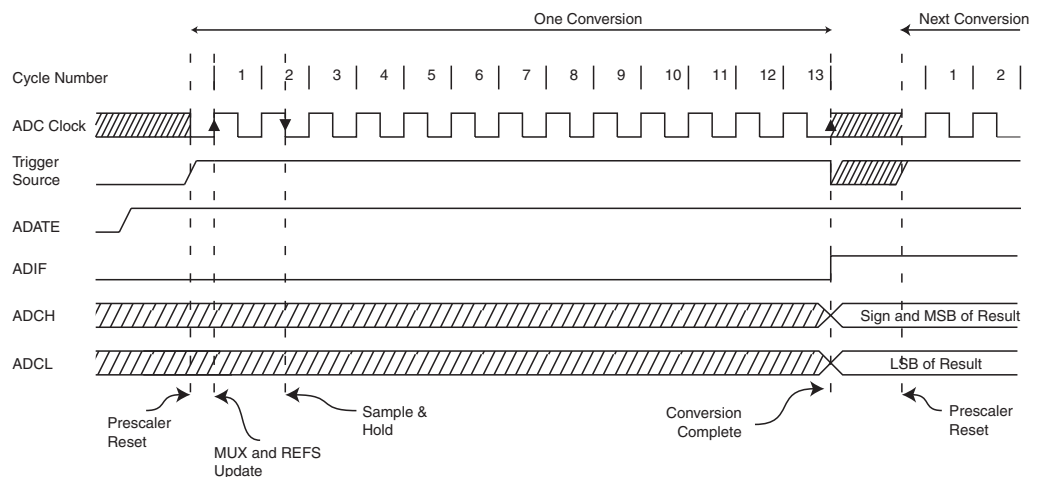 One Conversion
Next Conversion
Cycle Number
1 2 3 4 5 6 7 8 9 10 11 12 13 1 2
ADC Clock
Trigger
Source
ADATE
ADIF
ADCH
Sign and MSB of Result
ADCL
LSB of Result
Prescaler
Reset
MUX and REFS
Update
Sample &
Hold
Conversion
Complete
Prescaler
Reset